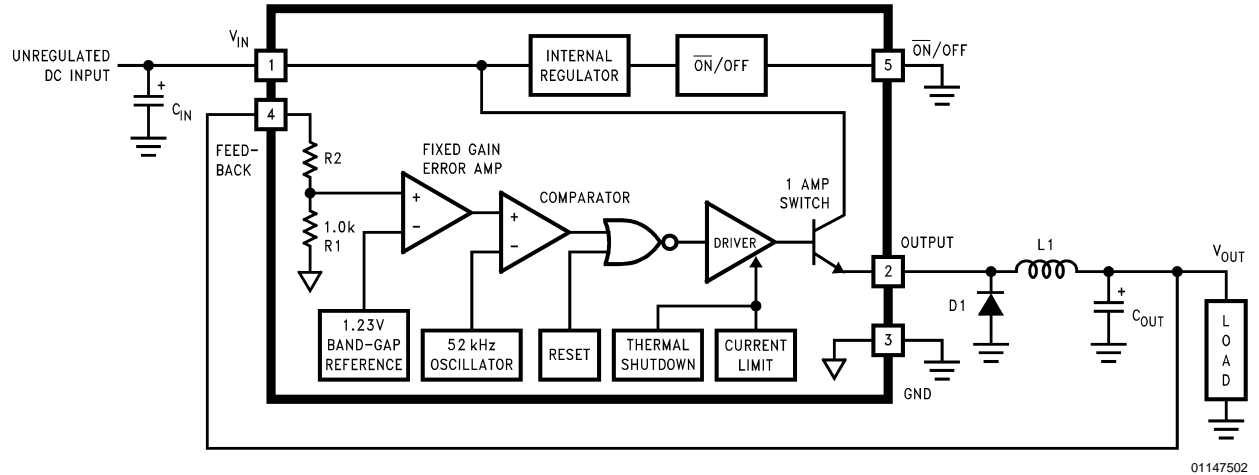 UNREGULATED
DC INPUT
+
C_IN
V_IN
1
4
FEED-
BACK
R2
1.0k
R1
INTERNAL
REGULATOR
O̅N̅/OFF
5
O̅N̅/OFF
FIXED GAIN
ERROR AMP
+
−
COMPARATOR
+
−
DRIVER
1 AMP
SWITCH
1.23V
BAND-GAP
REFERENCE
52 kHz
OSCILLATOR
RESET
THERMAL
SHUTDOWN
CURRENT
LIMIT
OUTPUT
2
3
GND
D1
L1
+
C_OUT
V_OUT
LOAD
01147502